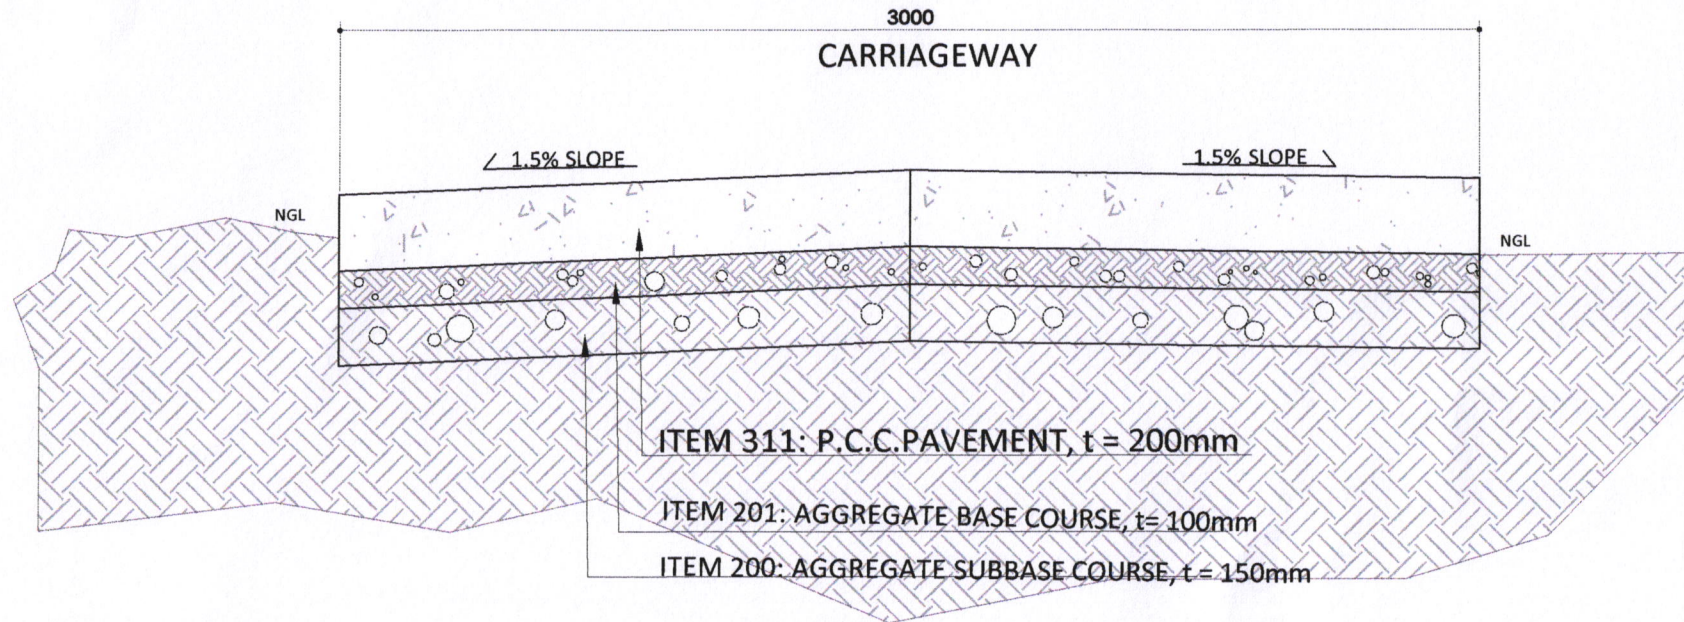 3000
CARRIAGEWAY
1.5% SLOPE
1.5% SLOPE
NGL
NGL
ITEM 311: P.C.C.PAVEMENT, t = 200mm
ITEM 201: AGGREGATE BASE COURSE, t= 100mm
ITEM 200: AGGREGATE SUBBASE COURSE, t = 150mm